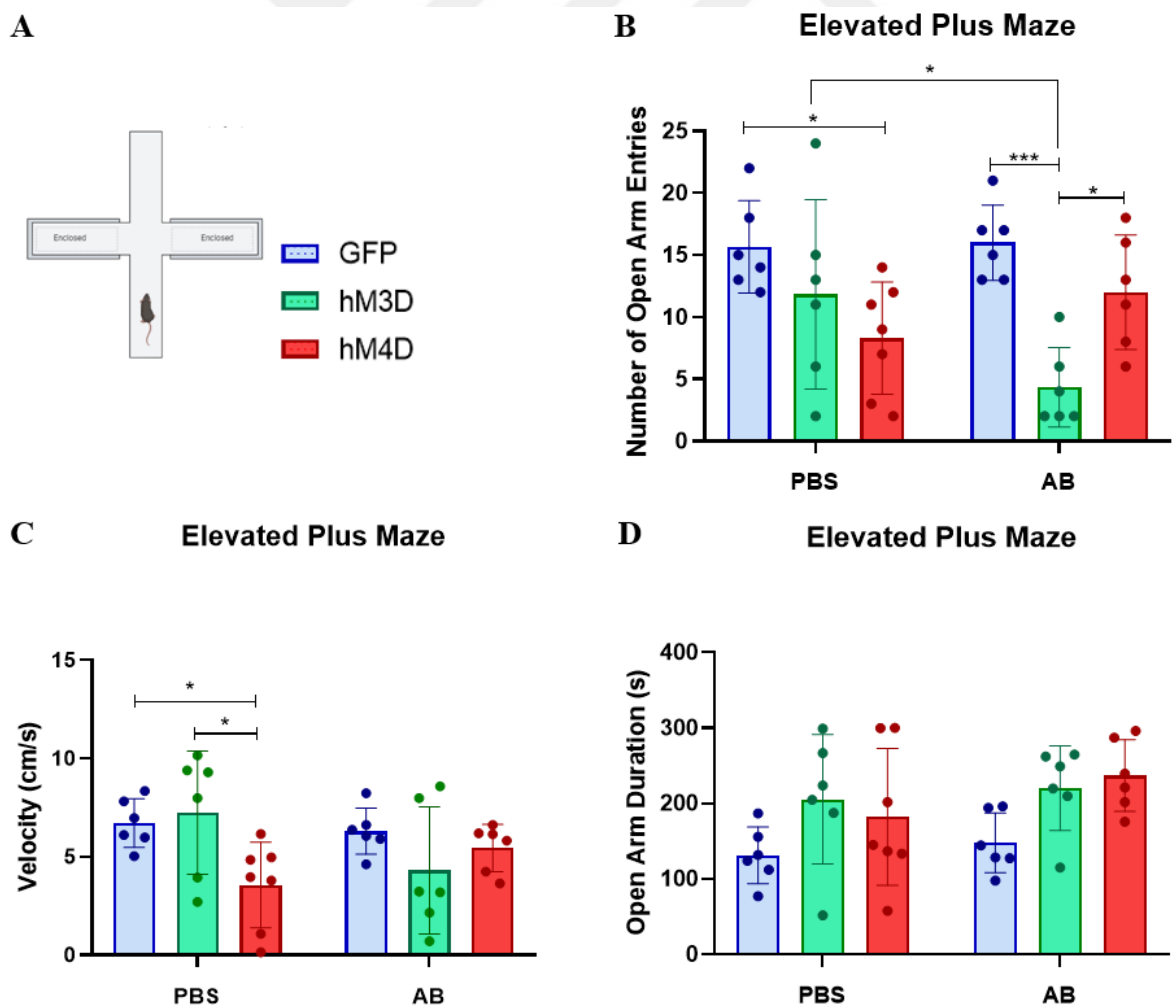 A
Enclosed
Enclosed
GFP
hM3D
hM4D
B
Elevated Plus Maze
*
*
***
*
Number of Open Arm Entries
25
20
15
10
5
0
PBS
AB
C
Elevated Plus Maze
*
*
Velocity (cm/s)
15
10
5
0
PBS
AB
D
Elevated Plus Maze
Open Arm Duration (s)
400
300
200
100
0
PBS
AB